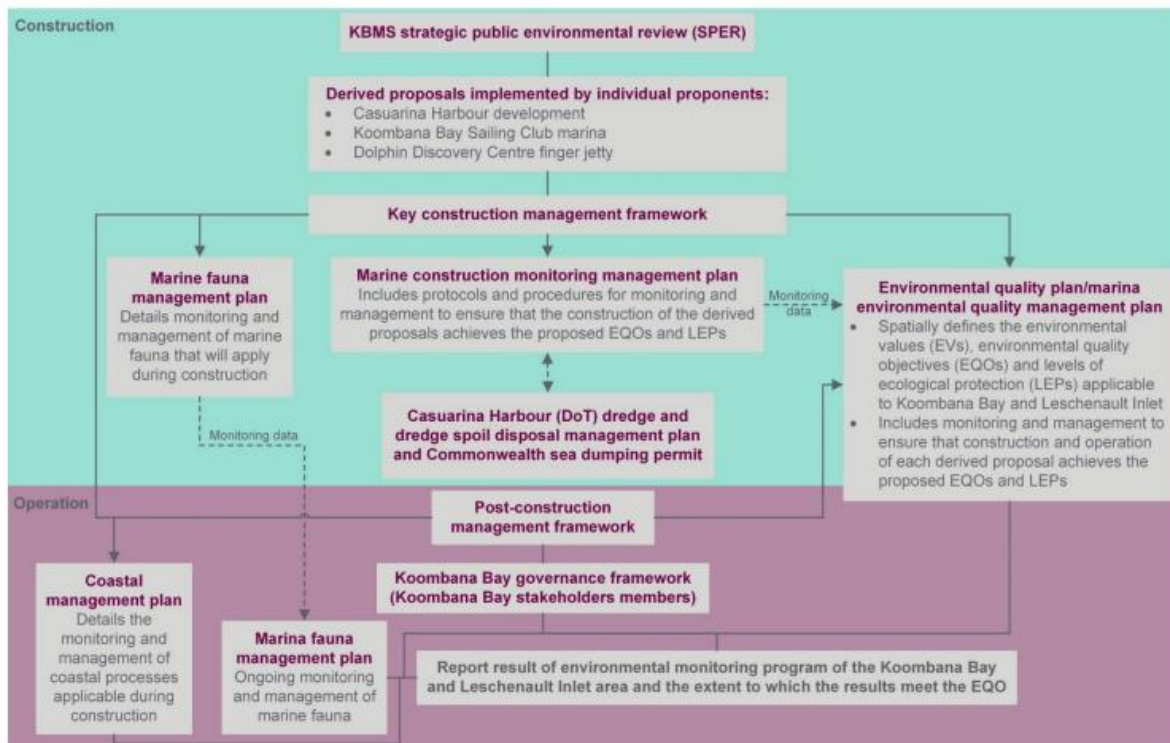 Construction
KBMS strategic public environmental review (SPER)
Derived proposals implemented by individual proponents:
• Casuarina Harbour development
• Koombana Bay Sailing Club marina
• Dolphin Discovery Centre finger jetty
Key construction management framework
Marine fauna
management plan
Details monitoring and
management of marine
fauna that will apply
during construction
Marine construction monitoring management plan
Includes protocols and procedures for monitoring and
management to ensure that the construction of the derived
proposals achieves the proposed EQOs and LEPs
Monitoring
data
Environmental quality plan/marina
environmental quality management plan
• Spatially defines the environmental
values (EVs), environmental quality
objectives (EQOs) and levels of
ecological protection (LEPs) applicable
to Koombana Bay and Leschenault Inlet
• Includes monitoring and management to
ensure that construction and operation
of each derived proposal achieves the
proposed EQOs and LEPs
Casuarina Harbour (DoT) dredge and
dredge spoil disposal management plan
and Commonwealth sea dumping permit
Monitoring data
Operation
Post-construction
management framework
Koombana Bay governance framework
(Koombana Bay stakeholders members)
Coastal
management plan
Details the
monitoring and
management of
coastal processes
applicable during
construction
Marina fauna
management plan
Ongoing monitoring
and management of
marine fauna
Report result of environmental monitoring program of the Koombana Bay
and Leschenault Inlet area and the extent to which the results meet the EQO